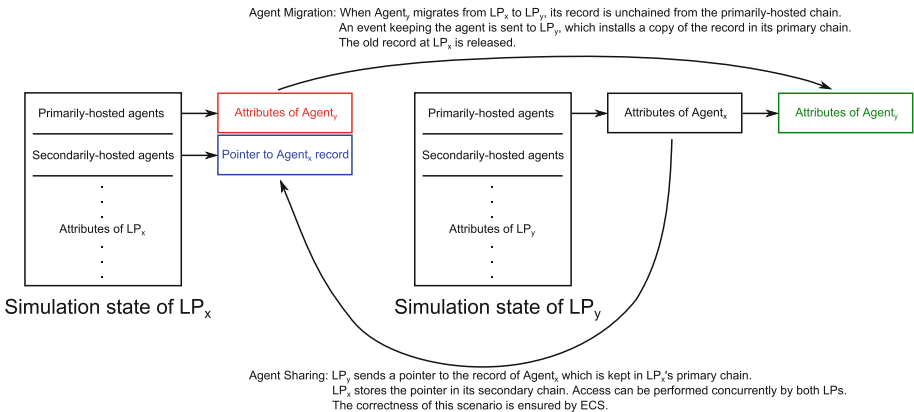 Agent Migration: When Agenty migrates from LPx to LPy, its record is unchained from the primarily-hosted chain.
An event keeping the agent is sent to LPy, which installs a copy of the record in its primary chain.
The old record at LPx is released.
Primarily-hosted agents
Attributes of Agenty
Primarily-hosted agents
Attributes of Agentx
Attributes of Agenty
Secondarily-hosted agents
Pointer to Agentx record
Secondarily-hosted agents
Attributes of LPx
Attributes of LPy
Simulation state of LPx
Simulation state of LPy
Agent Sharing: LPy sends a pointer to the record of Agentx which is kept in LPx's primary chain.
LPx stores the pointer in its secondary chain. Access can be performed concurrently by both LPs.
The correctness of this scenario is ensured by ECS.